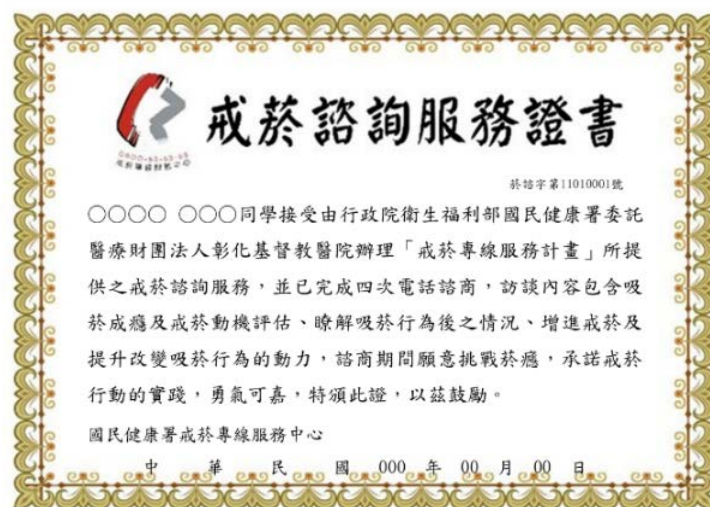 戒菸諮詢服務證書
0800-63-63-63
菸諮字第11010001號
○○○○ ○○○同學接受由行政院衛生福利部國民健康署委託
醫療財團法人彰化基督教醫院辦理「戒菸專線服務計畫」所提
供之戒菸諮詢服務，並已完成四次電話諮商，訪談內容包含吸
菸成癮及戒菸動機評估、瞭解吸菸行為後之情況、增進戒菸及
提升改變吸菸行為的動力，諮商期間願意挑戰菸癮，承諾戒菸
行動的實踐，勇氣可嘉，特頒此證，以茲鼓勵。
國民健康署戒菸專線服務中心
中 華 民 國 000 年 00 月 00 日